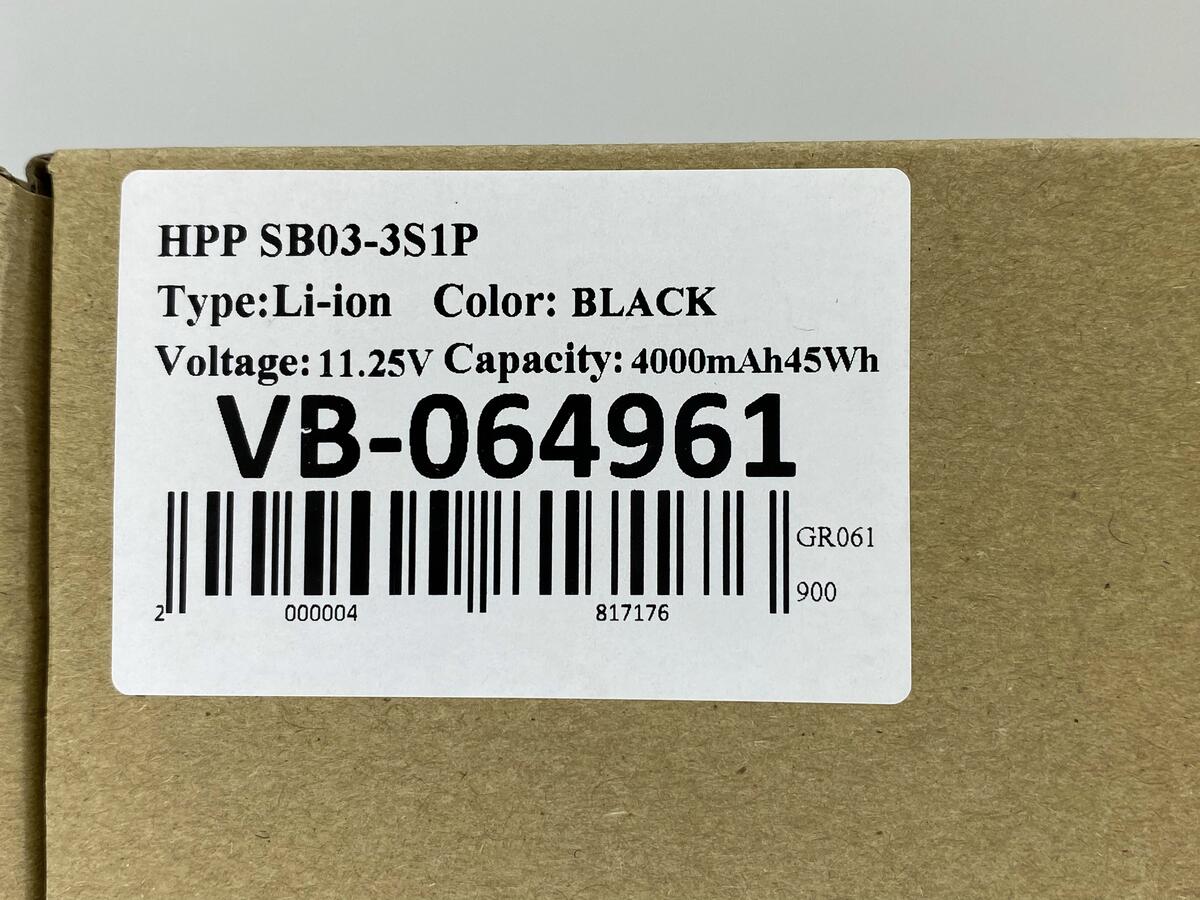 HPP SB03-3S1P
Type:Li-ion Color: BLACK
Voltage: 11.25V Capacity: 4000mAh45Wh
VB-064961
GR061
900
2 000004 817176